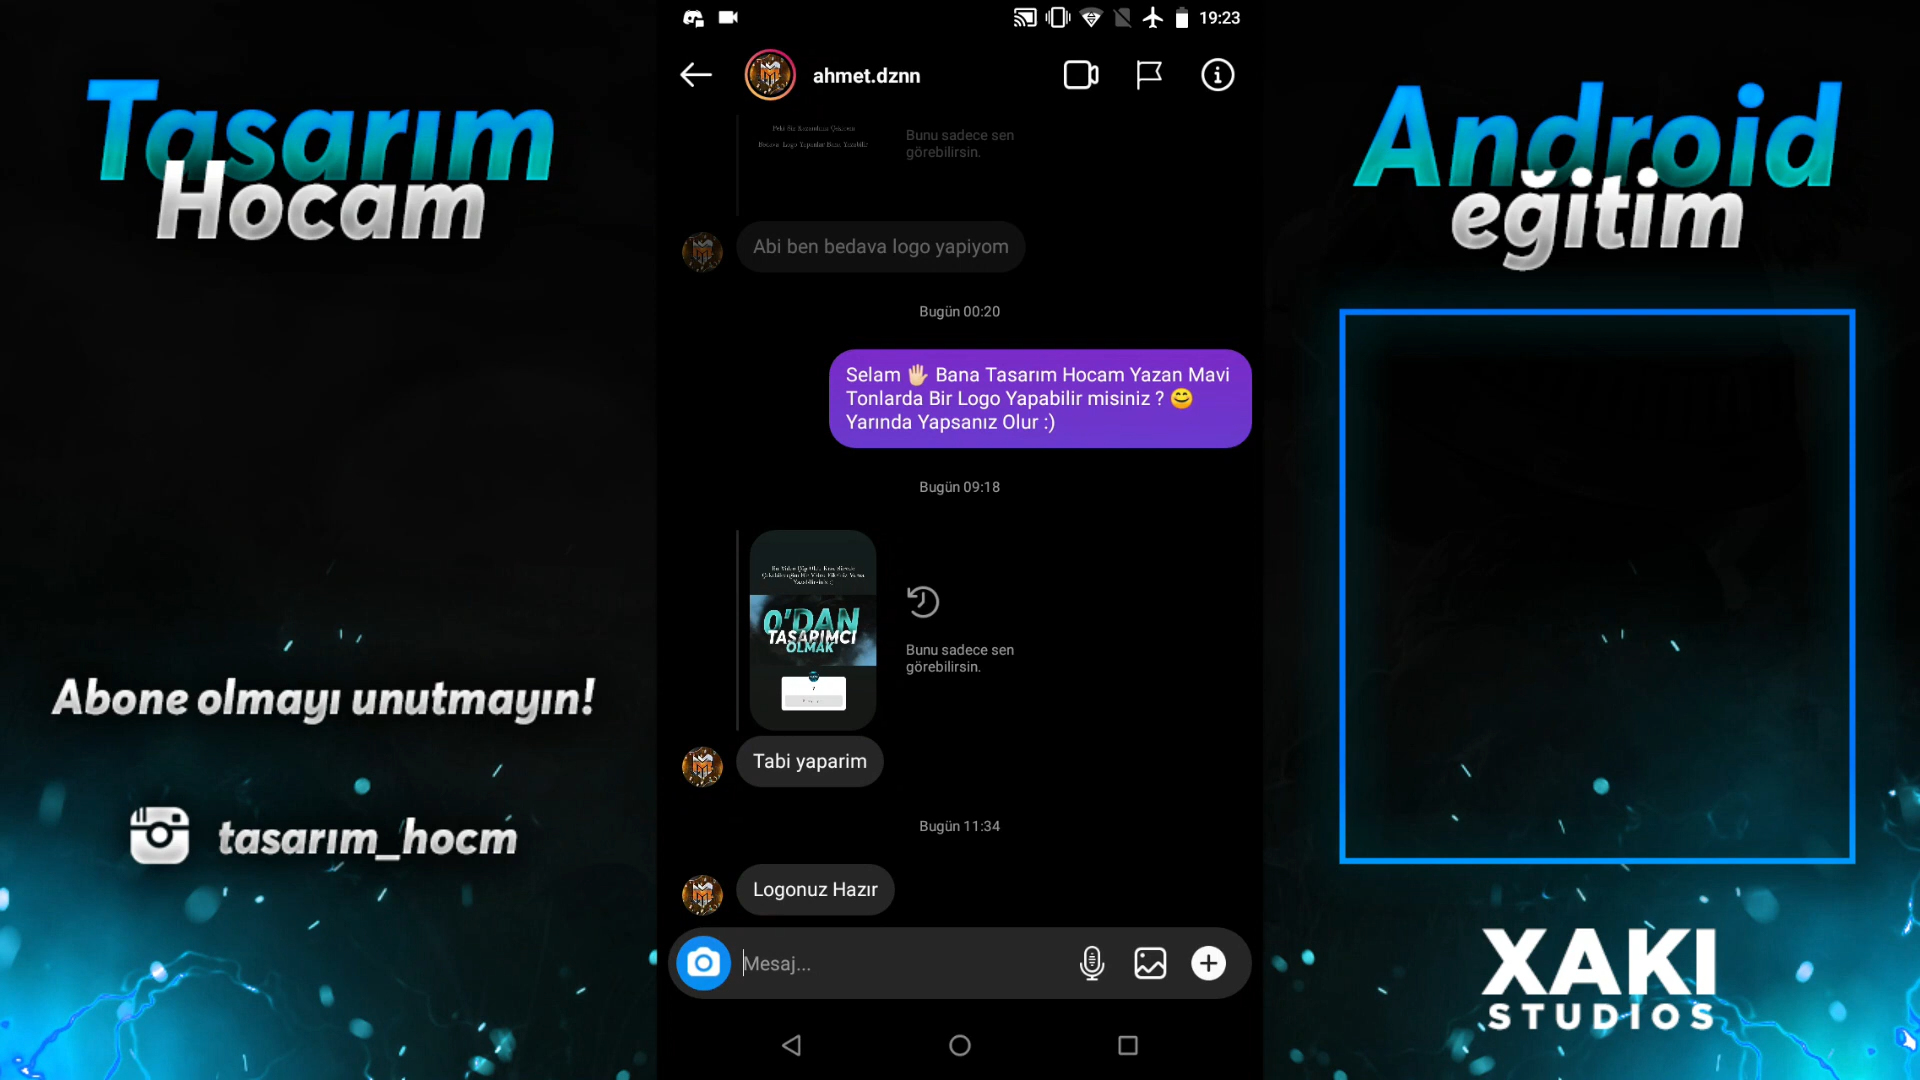 Tasarım
Hocam
Abone olmayı unutmayın!
tasarım_hocm
19:23
ahmet.dznn
Bunu sadece sen
görebilirsin.
Abi ben bedava logo yapiyom
Bugün 00:20
Selam 🖐🏻 Bana Tasarım Hocam Yazan Mavi
Tonlarda Bir Logo Yapabilir misiniz ? 😊
Yarında Yapsanız Olur :)
Bugün 09:18
0'DAN
TASARIMCI
OLMAK
Bunu sadece sen
görebilirsin.
Tabi yaparim
Bugün 11:34
Logonuz Hazır
Mesaj...
Android
eğitim
XAKI
STUDIOS